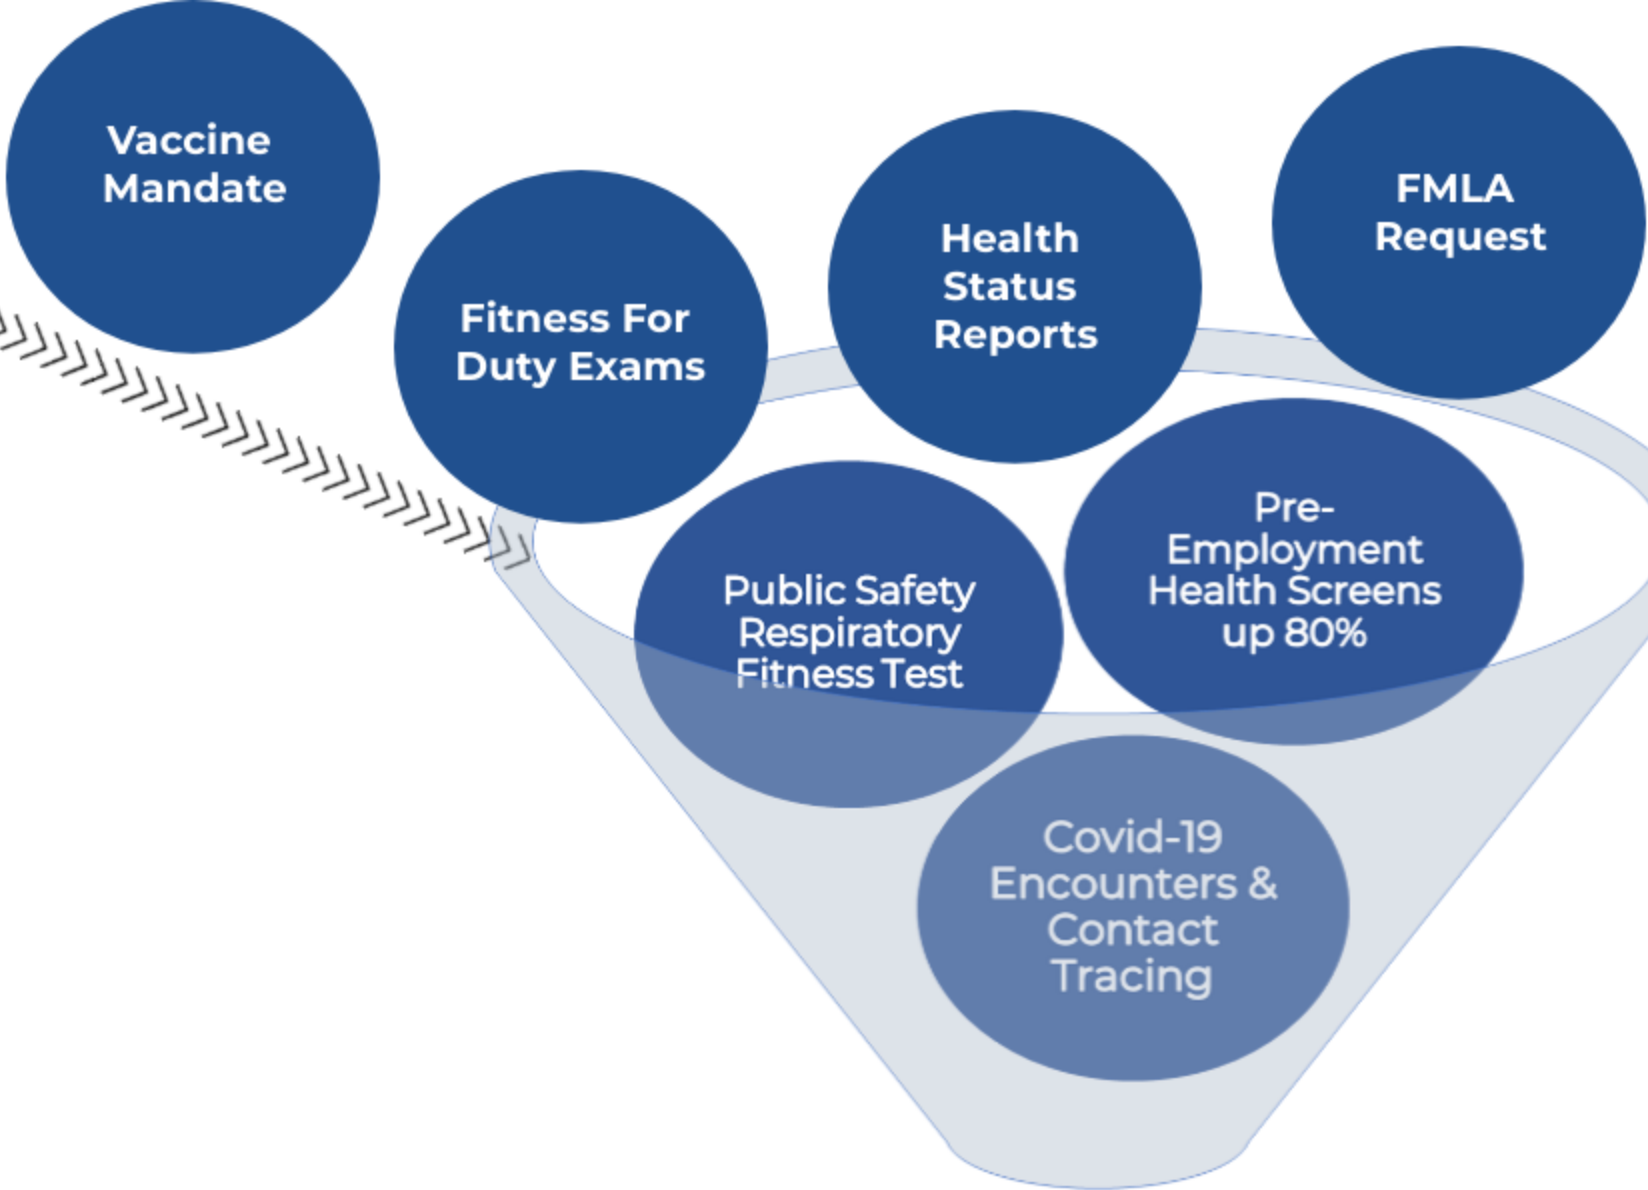 Vaccine
Mandate
Fitness For
Duty Exams
Health
Status
Reports
FMLA
Request
Public Safety
Respiratory
Fitness Test
Pre-
Employment
Health Screens
up 80%
Covid-19
Encounters &
Contact
Tracing